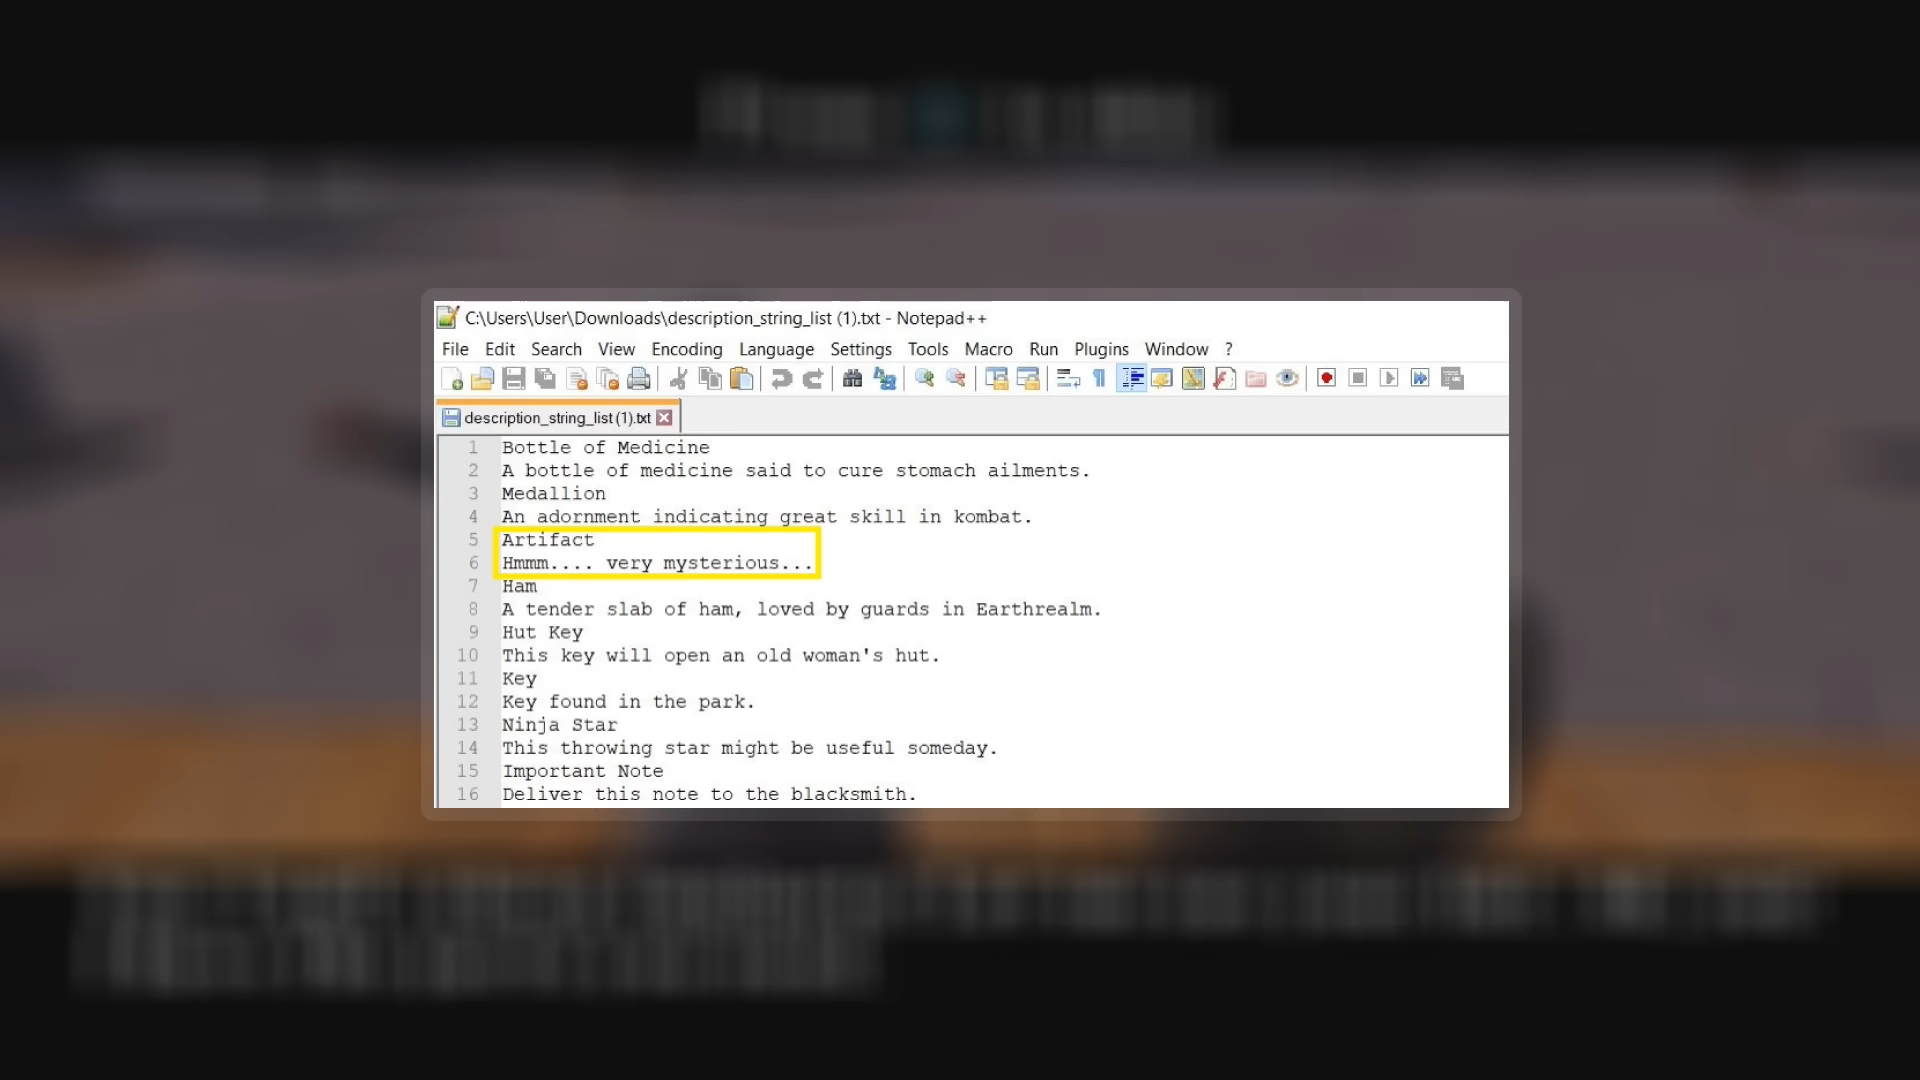 C:\Users\User\Downloads\description_string_list (1).txt - Notepad++
File Edit Search View Encoding Language Settings Tools Macro Run Plugins Window ?
description_string_list (1).txt
1 Bottle of Medicine
2 A bottle of medicine said to cure stomach ailments.
3 Medallion
4 An adornment indicating great skill in kombat.
5 Artifact
6 Hmmm.... very mysterious...
7 Ham
8 A tender slab of ham, loved by guards in Earthrealm.
9 Hut Key
10 This key will open an old woman's hut.
11 Key
12 Key found in the park.
13 Ninja Star
14 This throwing star might be useful someday.
15 Important Note
16 Deliver this note to the blacksmith.